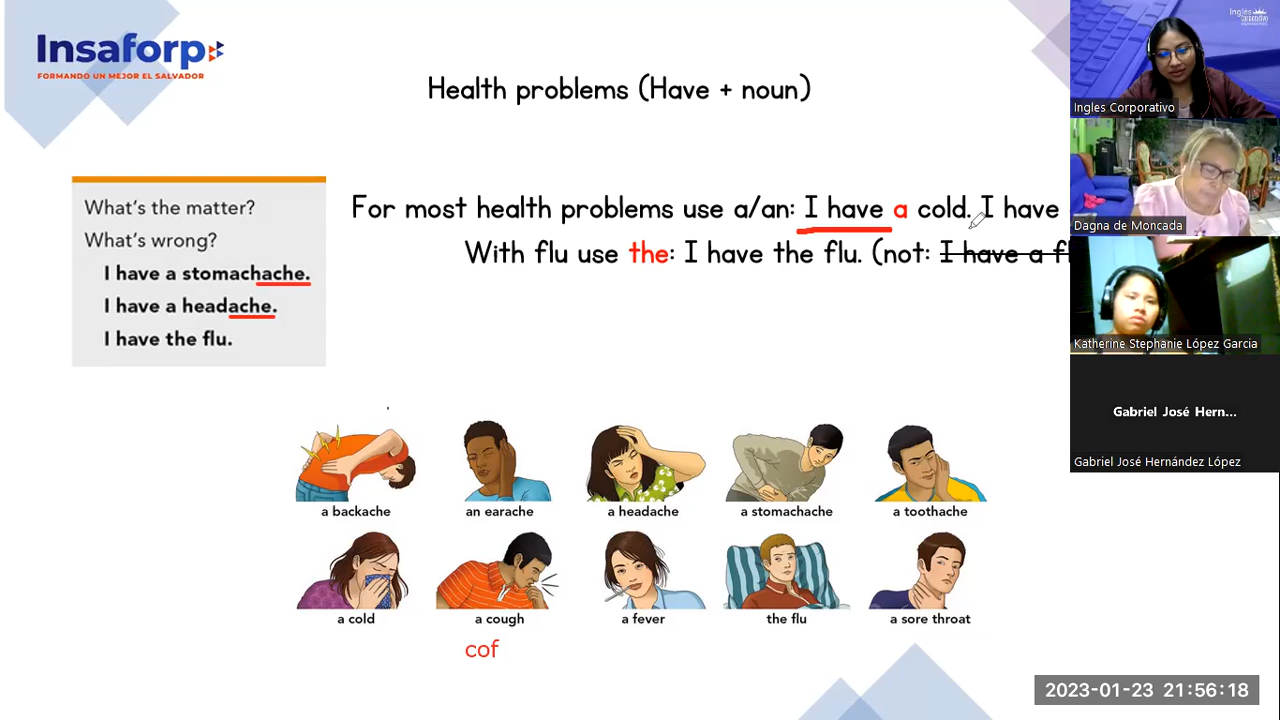 Insaforp
FORMANDO UN MEJOR EL SALVADOR
Health problems (Have + noun)
What's the matter?
What's wrong?
I have a stomachache.
I have a headache.
I have the flu.
For most health problems use a/an: I have a cold. I have
With flu use the: I have the flu. (not: I have a fl
a backache
an earache
a headache
a stomachache
a toothache
a cold
a cough
a fever
the flu
a sore throat
cof
Inglés
Corporativo
Ingles Corporativo
Dagna de Moncada
Katherine Stephanie López Garcia
Gabriel José Hern...
Gabriel José Hernández López
2023-01-23 21:56:18